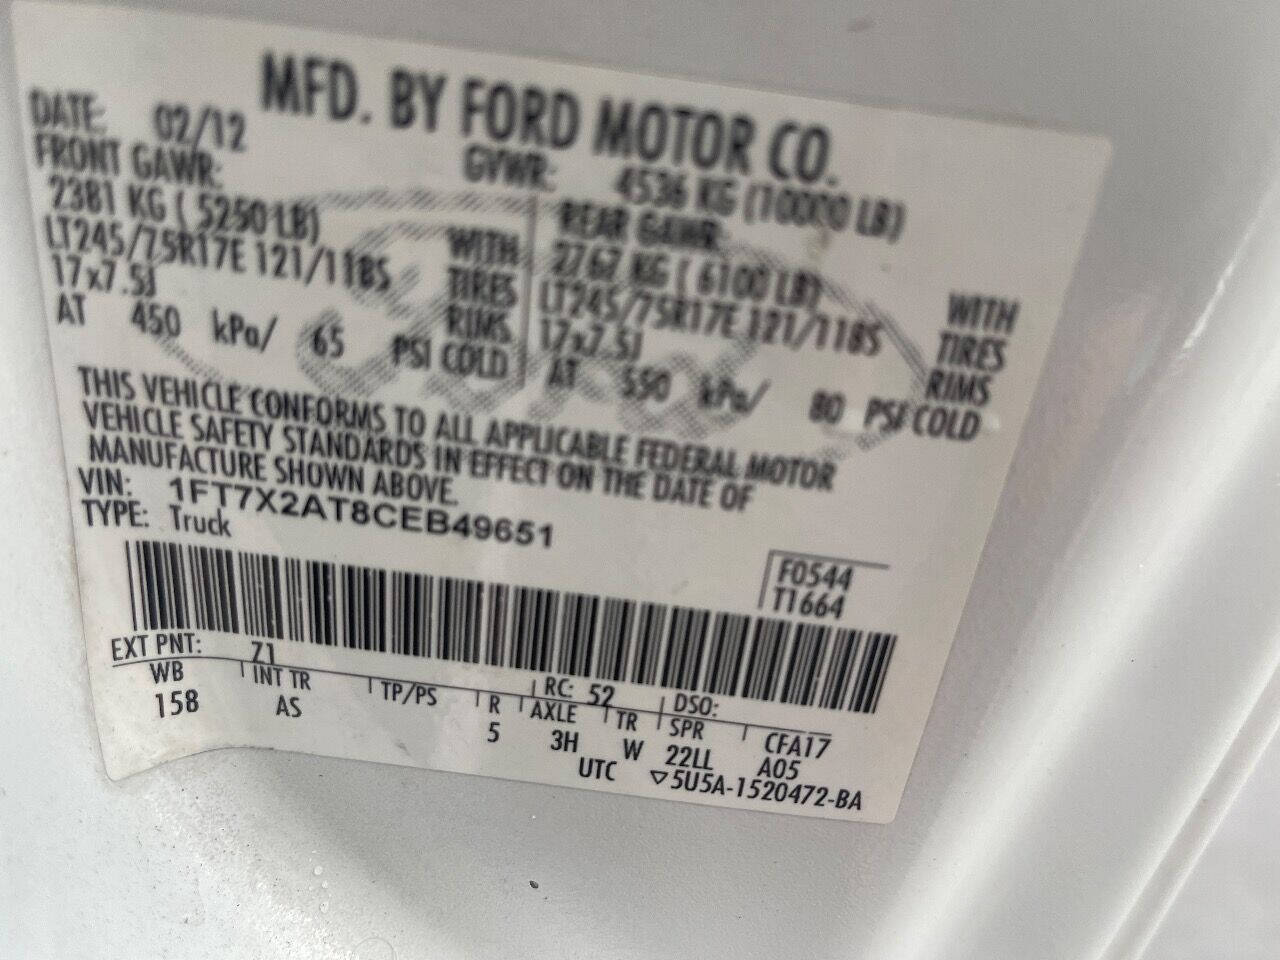 MFD. BY FORD MOTOR CO.
DATE: 02/12 GVWR: 4536 KG (10000 LB)
FRONT GAWR: REAR GAWR:
2381 KG ( 5250 LB) WITH 2767 KG ( 6100 LB) WITH
LT245/75R17E 121/118S TIRES LT245/75R17E 121/118S TIRES
17x7.5J RIMS 17x7.5J RIMS
AT 450 kPa/ 65 PSI COLD AT 550 kPa/ 80 PSI COLD
THIS VEHICLE CONFORMS TO ALL APPLICABLE FEDERAL MOTOR
VEHICLE SAFETY STANDARDS IN EFFECT ON THE DATE OF
MANUFACTURE SHOWN ABOVE.
VIN: 1FT7X2AT8CEB49651
TYPE: Truck
F0544
T1664
EXT PNT: Z1 RC: 52 DSO:
WB INT TR TP/PS R AXLE TR SPR CFA17
158 AS 5 3H W 22LL A05
UTC ▽5U5A-1520472-BA